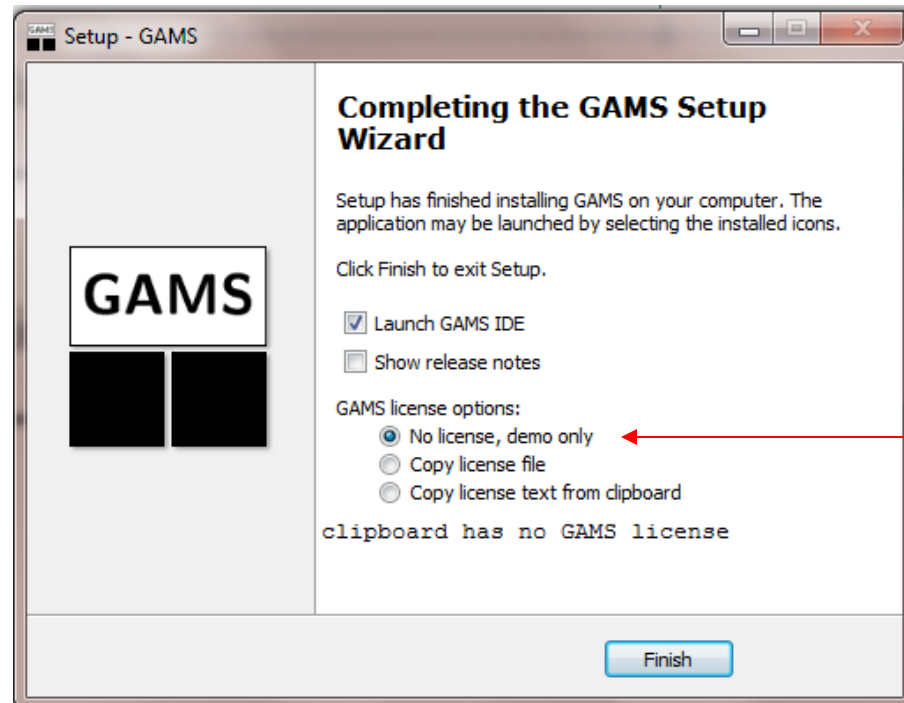 GAMS
Setup - GAMS
X
Completing the GAMS Setup
Wizard
Setup has finished installing GAMS on your computer. The
application may be launched by selecting the installed icons.
Click Finish to exit Setup.
GAMS
Launch GAMS IDE
Show release notes
GAMS license options:
No license, demo only
Copy license file
Copy license text from clipboard
clipboard has no GAMS license
Finish